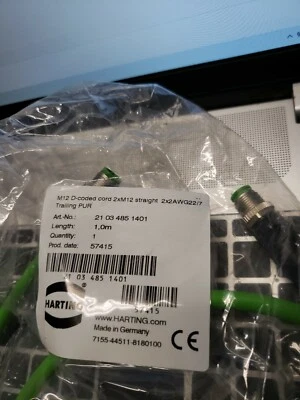 M12 D-coded cord 2xM12 straight 2x2AWG22/7
Trailing PUR
Art.-No.: 21 03 485 1401
Length: 1,0m
Quantity: 1
Prod. date: 57415
21 03 485 1401
HARTING
57415
www.HARTING.com
Made in Germany
7155-44511-8180100
CE